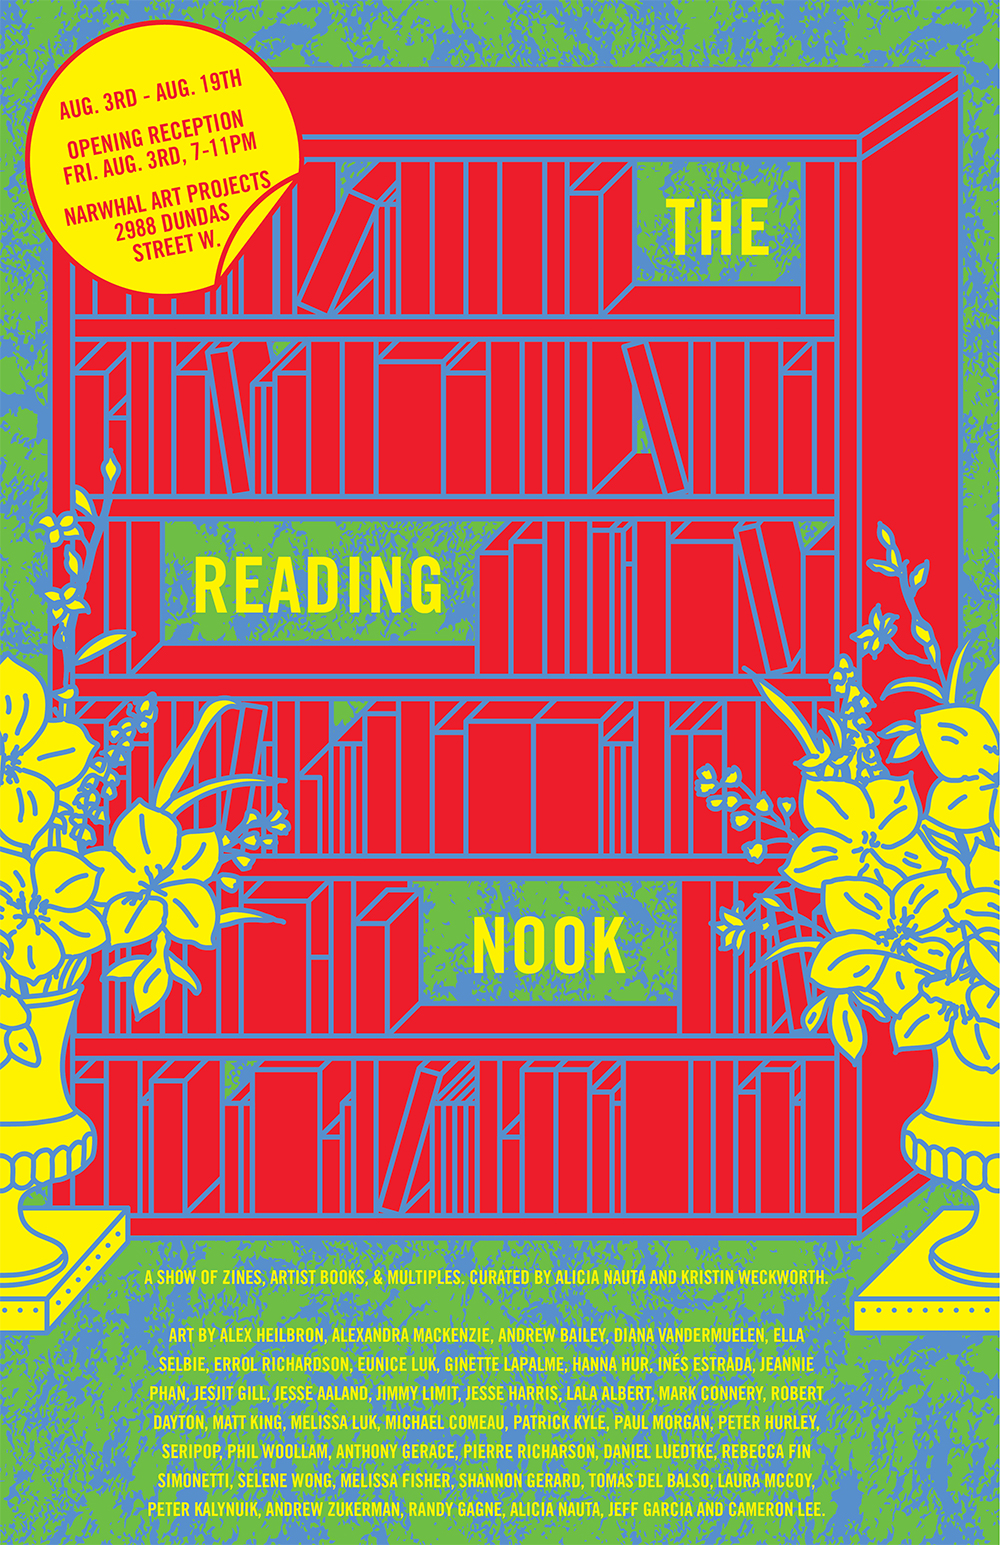 AUG. 3RD - AUG. 19TH
OPENING RECEPTION
FRI. AUG. 3RD, 7-11PM
NARWHAL ART PROJECTS
2988 DUNDAS
STREET W.
THE
READING
NOOK
A SHOW OF ZINES, ARTIST BOOKS, & MULTIPLES. CURATED BY ALICIA NAUTA AND KRISTIN WECKWORTH.
ART BY ALEX HEILBRON, ALEXANDRA MACKENZIE, ANDREW BAILEY, DIANA VANDERMUELEN, ELLA
SELBIE, ERROL RICHARDSON, EUNICE LUK, GINETTE LAPALME, HANNA HUR, INÉS ESTRADA, JEANNIE
PHAN, JESJIT GILL, JESSE AALAND, JIMMY LIMIT, JESSE HARRIS, LALA ALBERT, MARK CONNERY, ROBERT
DAYTON, MATT KING, MELISSA LUK, MICHAEL COMEAU, PATRICK KYLE, PAUL MORGAN, PETER HURLEY,
SERIPOP, PHIL WOOLLAM, ANTHONY GERACE, PIERRE RICHARSON, DANIEL LUEDTKE, REBECCA FIN
SIMONETTI, SELENE WONG, MELISSA FISHER, SHANNON GERARD, TOMAS DEL BALSO, LAURA MCCOY,
PETER KALYNUIK, ANDREW ZUKERMAN, RANDY GAGNE, ALICIA NAUTA, JEFF GARCIA AND CAMERON LEE.